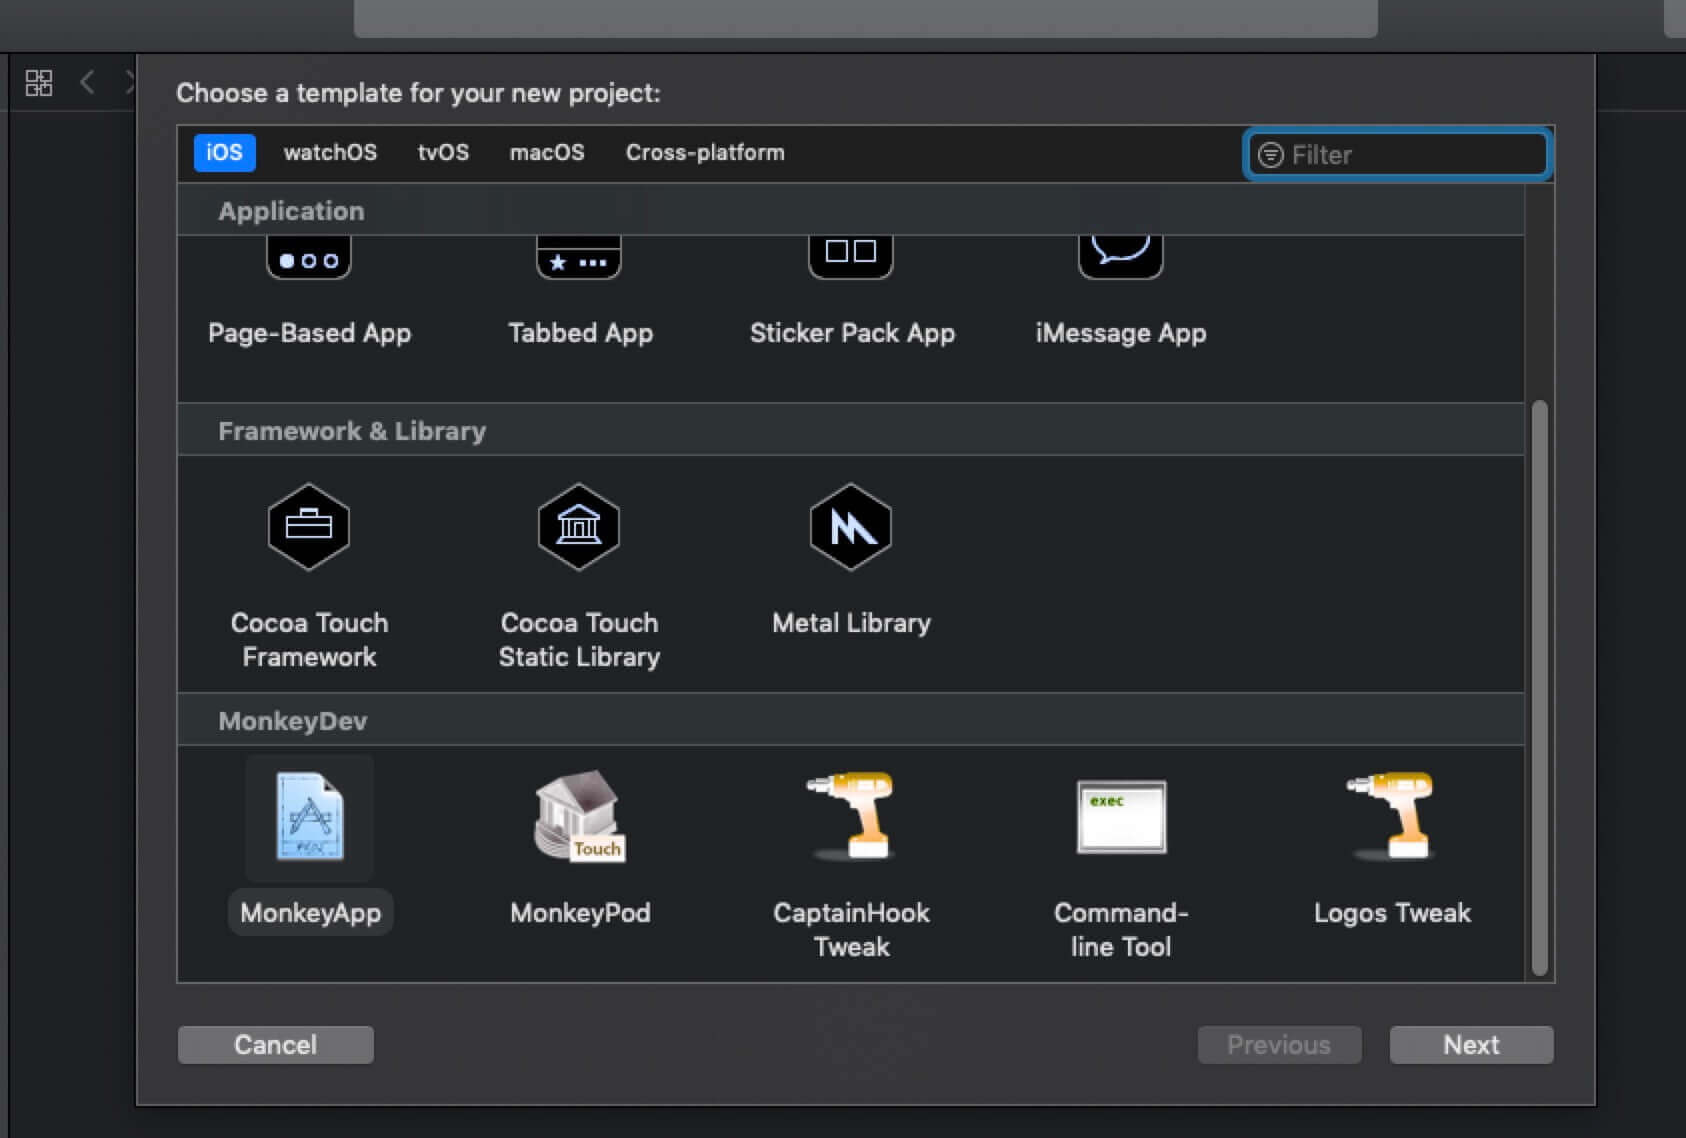 Choose a template for your new project:
iOS watchOS tvOS macOS Cross-platform Filter
Application
Page-Based App Tabbed App Sticker Pack App iMessage App
Framework & Library
Cocoa Touch Framework
Cocoa Touch Static Library
Metal Library
MonkeyDev
exec
Touch
MonkeyApp MonkeyPod CaptainHook Tweak Command-line Tool Logos Tweak
Cancel Previous Next